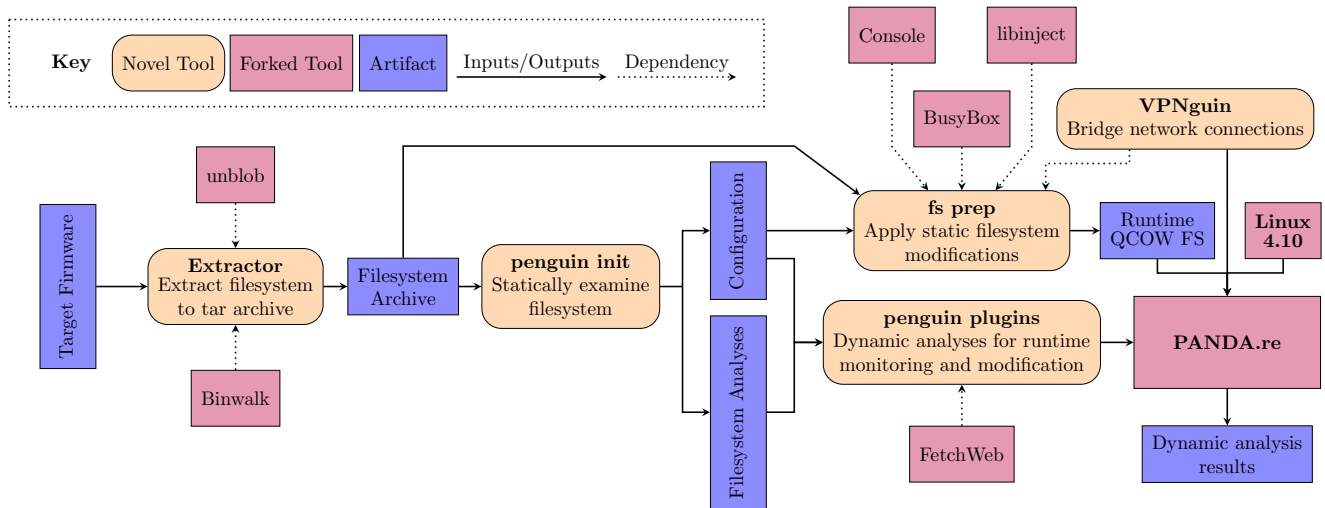 Key
Novel Tool
Forked Tool
Artifact
Inputs/Outputs
Dependency
Console
libinject
BusyBox
VPNguin
Bridge network connections
unblob
Target Firmware
Extractor
Extract filesystem
to tar archive
Binwalk
Filesystem
Archive
penguin init
Statically examine
filesystem
Configuration
Filesystem Analyses
fs prep
Apply static filesystem
modifications
Runtime
QCOW FS
Linux
4.10
penguin plugins
Dynamic analyses for runtime
monitoring and modification
PANDA.re
FetchWeb
Dynamic analysis
results